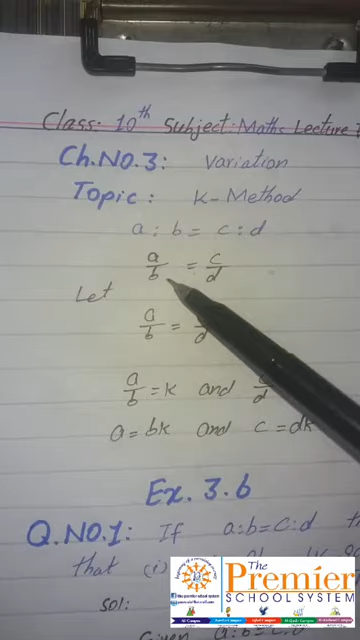 Class: 10th Subject: Maths Lecture
Ch.NO.3: Variation
Topic: K-Method
a : b = c : d
a/b = c/d
Let
a/b = /d
a/b = k and /d
a = bk and c = dk
Ex. 3.6
Q.NO.1: If a:b=c:d
that (i)
Sol:
Given a:b=c:d
The Premier
SCHOOL SYSTEM